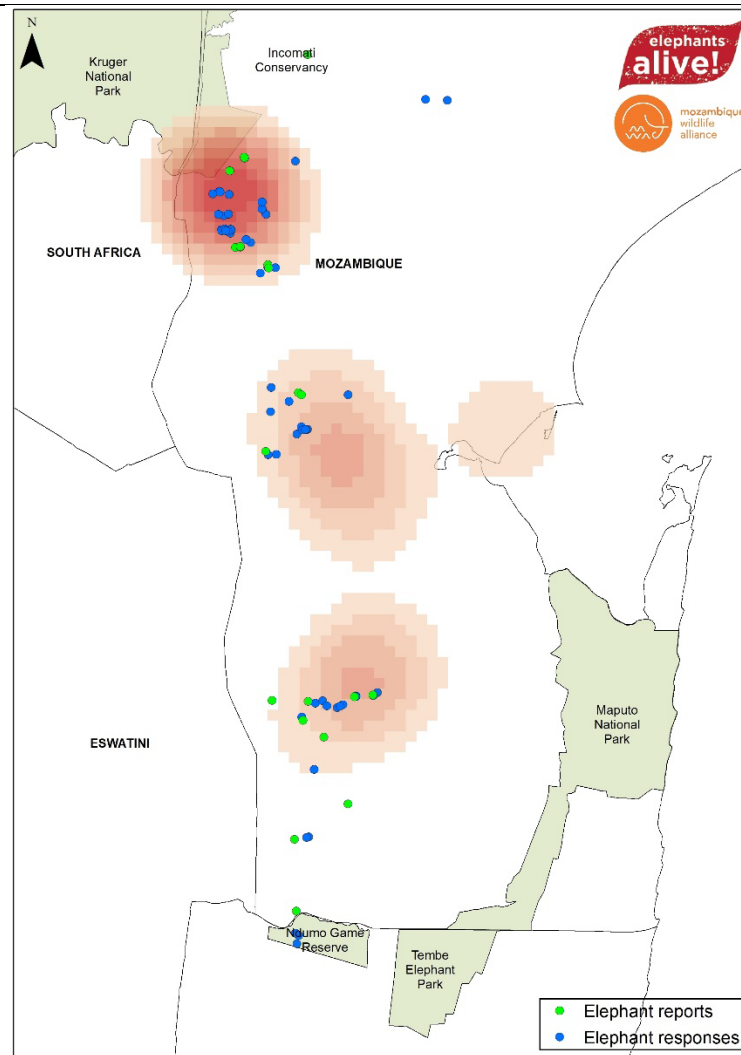 N
Kruger
National
Park
Incomati
Conservancy
elephants
alive!
mozambique
wildlife
alliance
SOUTH AFRICA
MOZAMBIQUE
ESWATINI
Maputo
National
Park
Ndumo Game
Reserve
Tembe
Elephant
Park
Elephant reports
Elephant responses